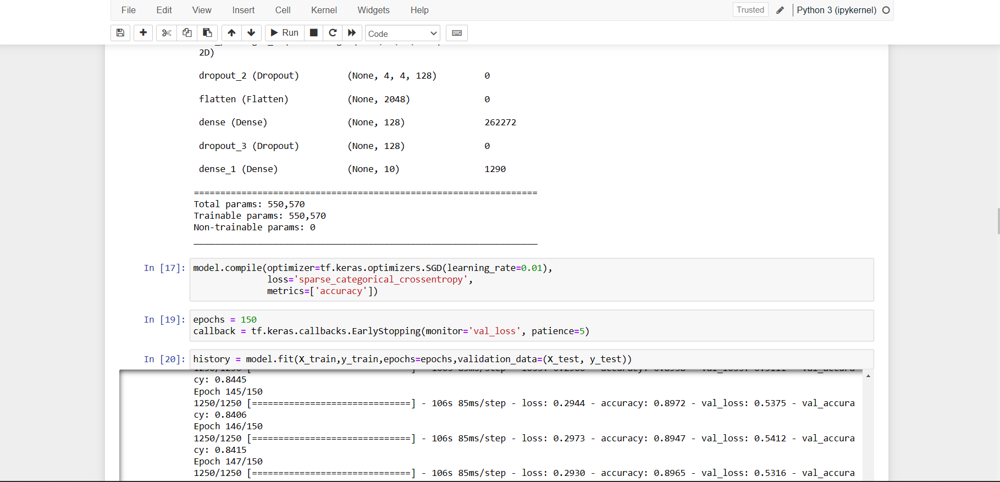 File Edit View Insert Cell Kernel Widgets Help Trusted Python 3 (ipykernel)
Run Code
2D)
dropout_2 (Dropout) (None, 4, 4, 128) 0
flatten (Flatten) (None, 2048) 0
dense (Dense) (None, 128) 262272
dropout_3 (Dropout) (None, 128) 0
dense_1 (Dense) (None, 10) 1290
=================================================================
Total params: 550,570
Trainable params: 550,570
Non-trainable params: 0
_________________________________________________________________
In [17]: model.compile(optimizer=tf.keras.optimizers.SGD(learning_rate=0.01),
loss='sparse_categorical_crossentropy',
metrics=['accuracy'])
In [19]: epochs = 150
callback = tf.keras.callbacks.EarlyStopping(monitor='val_loss', patience=5)
In [20]: history = model.fit(X_train,y_train,epochs=epochs,validation_data=(X_test, y_test))
cy: 0.8445
Epoch 145/150
1250/1250 [==============================] - 106s 85ms/step - loss: 0.2944 - accuracy: 0.8972 - val_loss: 0.5375 - val_accura
cy: 0.8406
Epoch 146/150
1250/1250 [==============================] - 106s 85ms/step - loss: 0.2973 - accuracy: 0.8947 - val_loss: 0.5412 - val_accura
cy: 0.8415
Epoch 147/150
1250/1250 [==============================] - 106s 85ms/step - loss: 0.2930 - accuracy: 0.8965 - val_loss: 0.5316 - val_accura